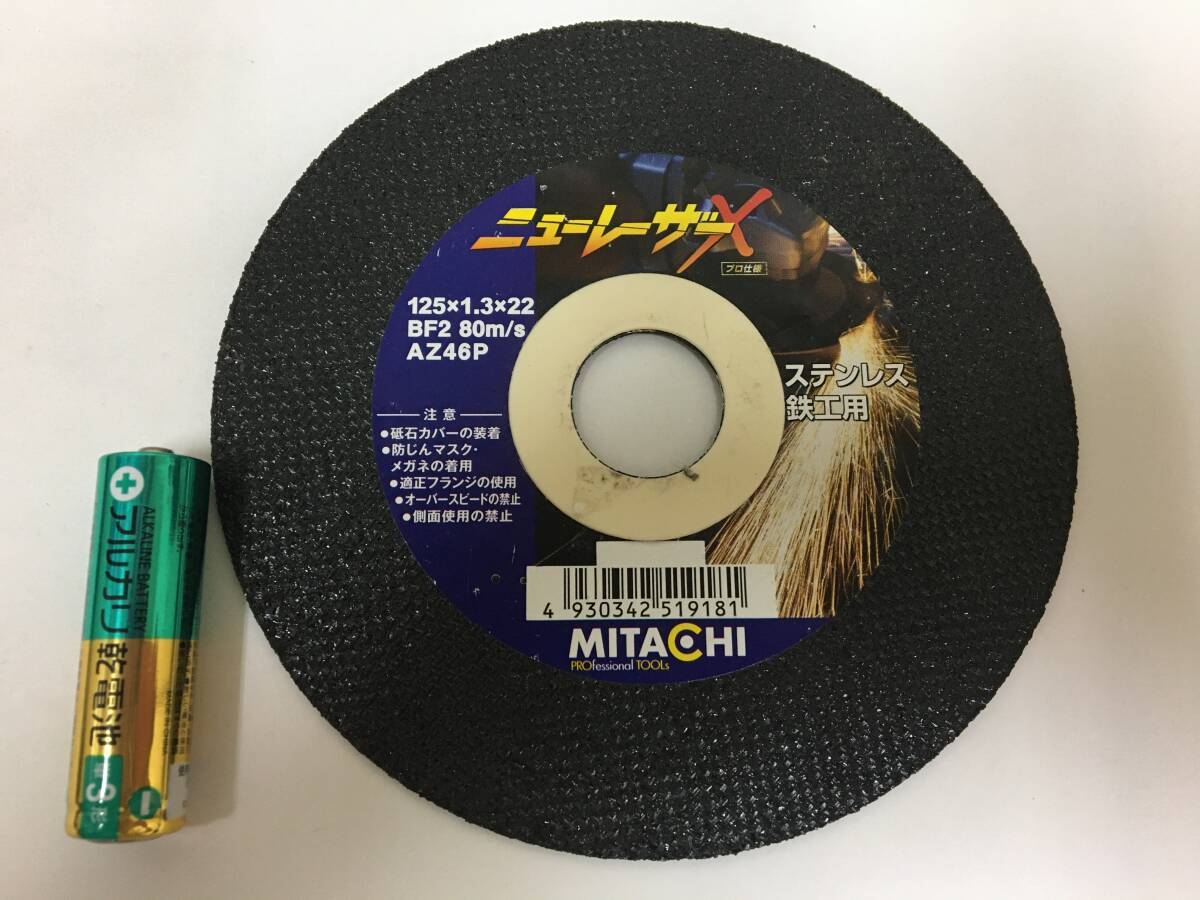 ニューレーザーX
プロ仕様
125×1.3×22
BF2 80m/s
AZ46P
ステンレス
鉄工用
注意
●砥石カバーの装着
●防じんマスク・
メガネの着用
●適正フランジの使用
●オーバースピードの禁止
●側面使用の禁止
4 930342 519181
MITACHI
PROfessional TOOLs
アルカリ乾電池
ALKALINE BATTERY
単3形